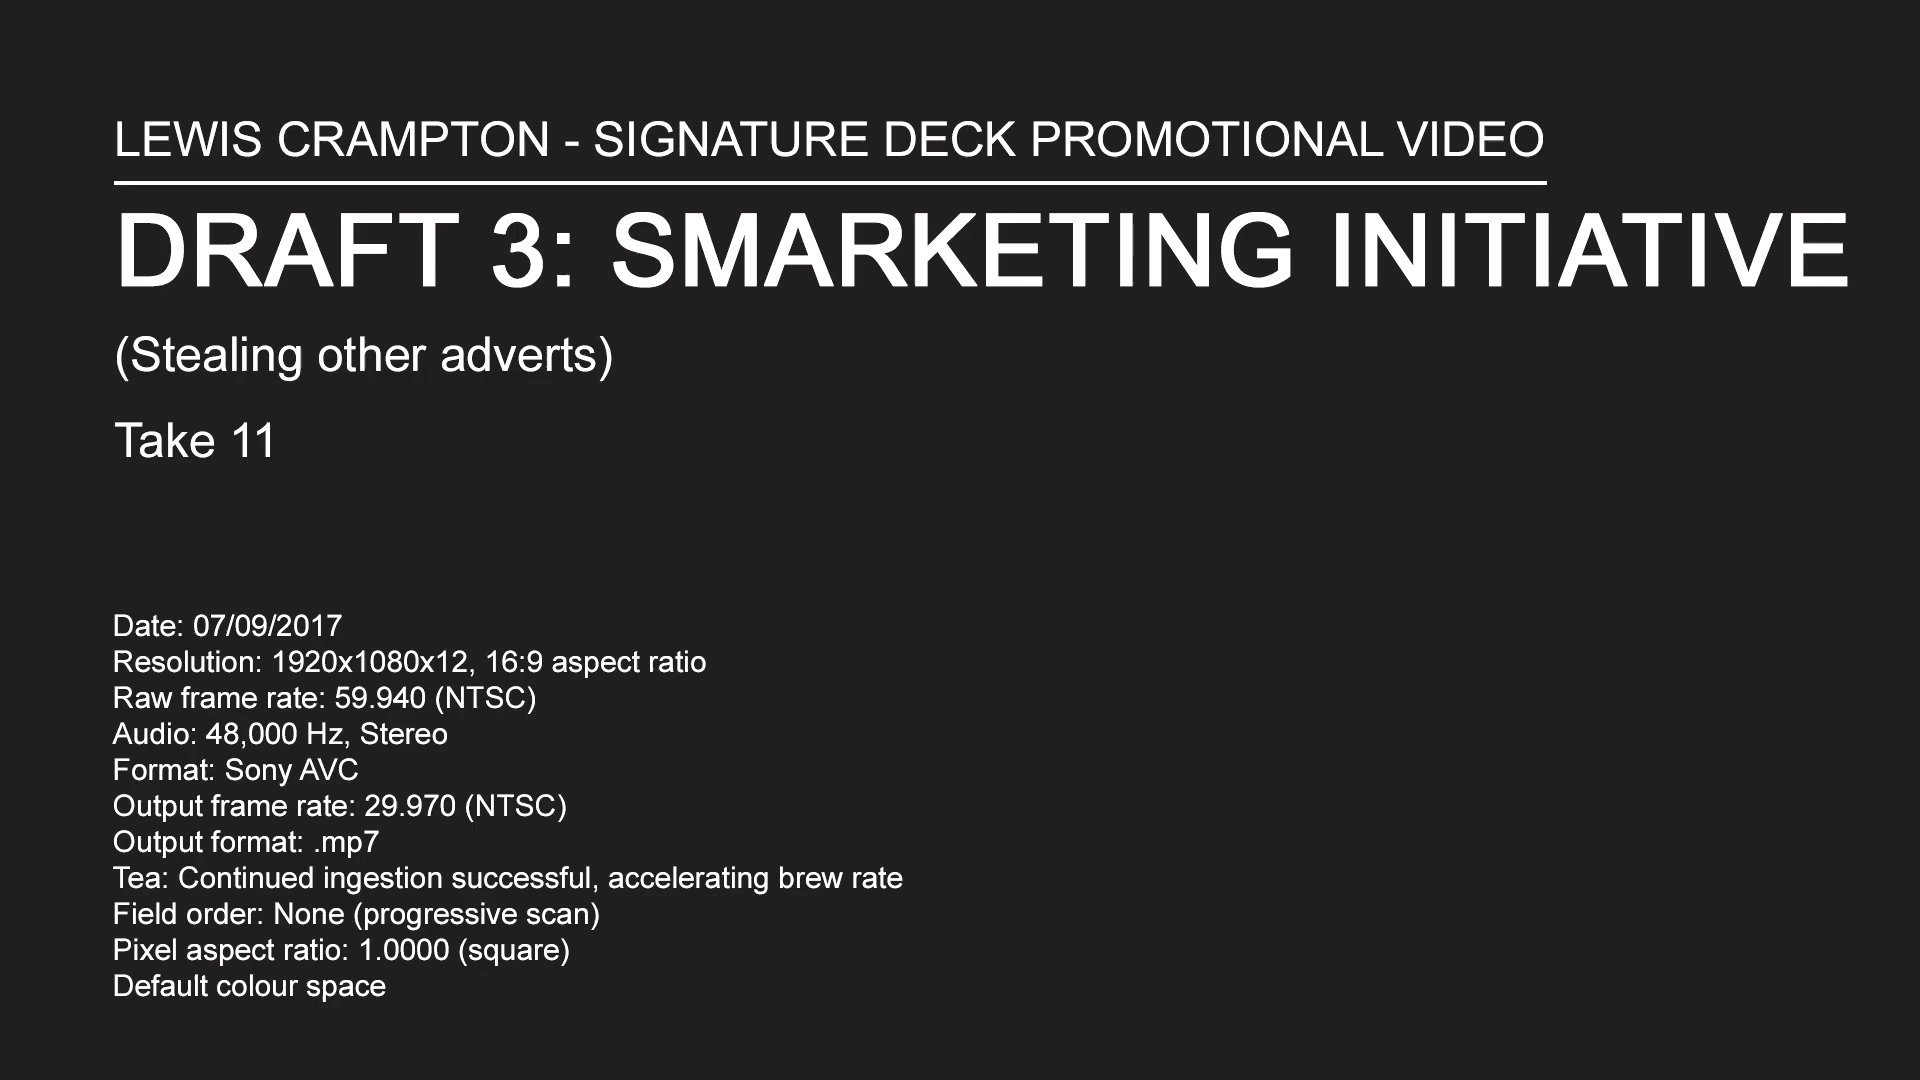 LEWIS CRAMPTON - SIGNATURE DECK PROMOTIONAL VIDEO
DRAFT 3: SMARKETING INITIATIVE
(Stealing other adverts)
Take 11
Date: 07/09/2017
Resolution: 1920x1080x12, 16:9 aspect ratio
Raw frame rate: 59.940 (NTSC)
Audio: 48,000 Hz, Stereo
Format: Sony AVC
Output frame rate: 29.970 (NTSC)
Output format: .mp7
Tea: Continued ingestion successful, accelerating brew rate
Field order: None (progressive scan)
Pixel aspect ratio: 1.0000 (square)
Default colour space